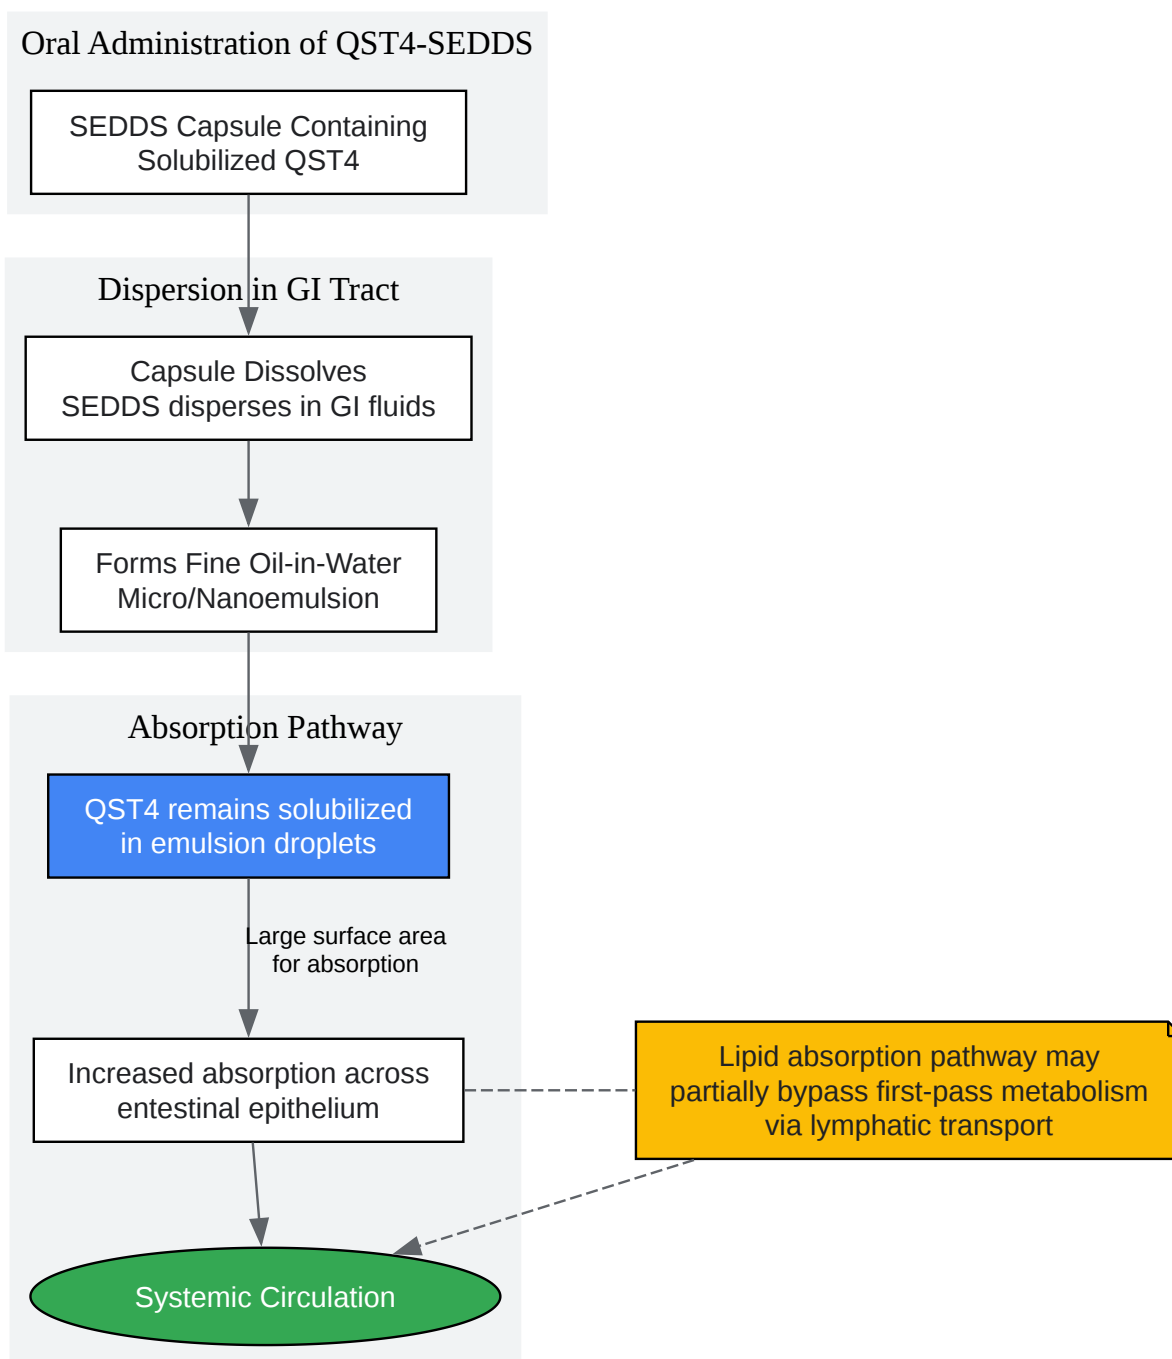 Oral Administration of QST4-SEDDS
SEDDS Capsule Containing
Solubilized QST4
Dispersion in GI Tract
Capsule Dissolves
SEDDS disperses in GI fluids
Forms Fine Oil-in-Water
Micro/Nanoemulsion
Absorption Pathway
QST4 remains solubilized
in emulsion droplets
Large surface area
for absorption
Increased absorption across
entestinal epithelium
Lipid absorption pathway may
partially bypass first-pass metabolism
via lymphatic transport
Systemic Circulation